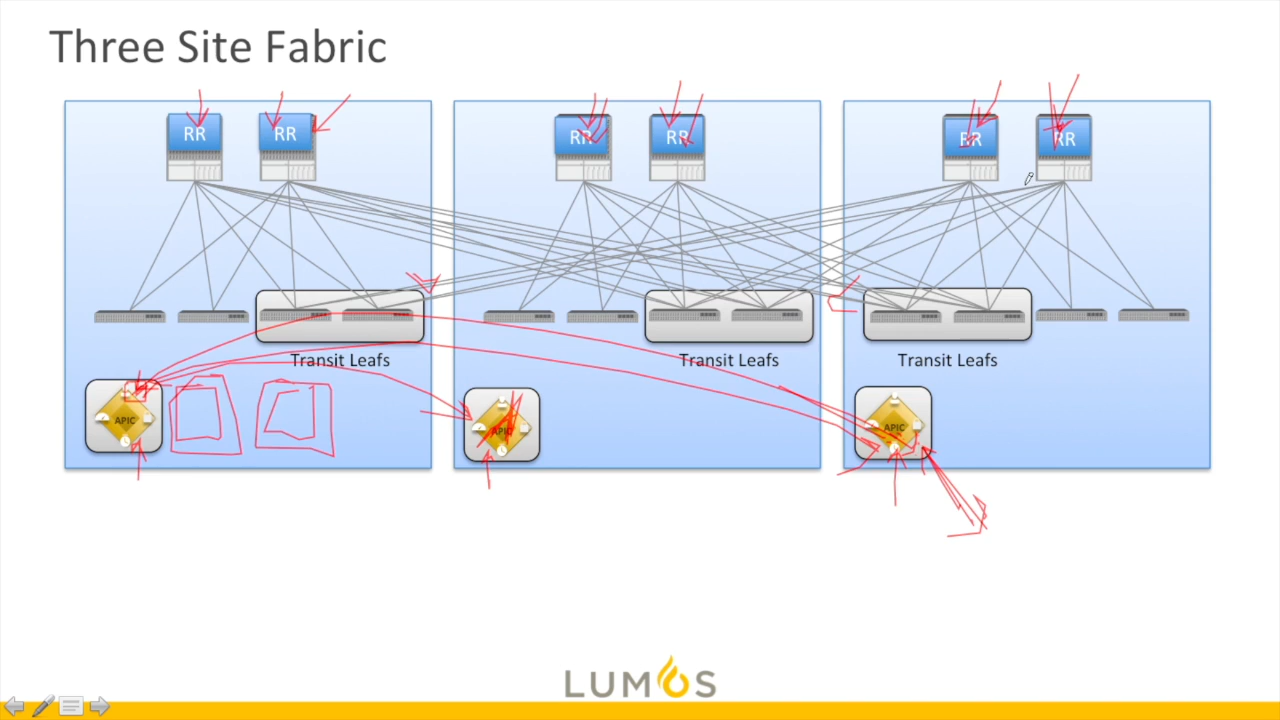 Three Site Fabric
RR RR RR RR RR RR
Transit Leafs Transit Leafs Transit Leafs
APIC APIC APIC
LUMOS